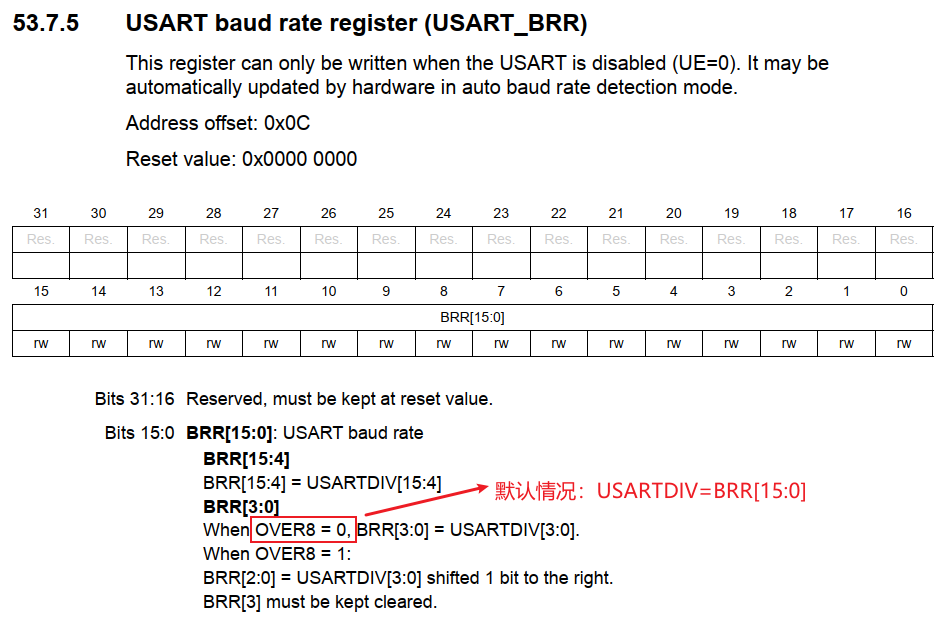 53.7.5 USART baud rate register (USART_BRR)
This register can only be written when the USART is disabled (UE=0). It may be
automatically updated by hardware in auto baud rate detection mode.
Address offset: 0x0C
Reset value: 0x0000 0000
31 30 29 28 27 26 25 24 23 22 21 20 19 18 17 16
Res. Res. Res. Res. Res. Res. Res. Res. Res. Res. Res. Res. Res. Res. Res. Res.
15 14 13 12 11 10 9 8 7 6 5 4 3 2 1 0
BRR[15:0]
rw rw rw rw rw rw rw rw rw rw rw rw rw rw rw rw
Bits 31:16 Reserved, must be kept at reset value.
Bits 15:0 BRR[15:0]: USART baud rate
BRR[15:4]
BRR[15:4] = USARTDIV[15:4]
默认情况：USARTDIV=BRR[15:0]
BRR[3:0]
When OVER8 = 0, BRR[3:0] = USARTDIV[3:0].
When OVER8 = 1:
BRR[2:0] = USARTDIV[3:0] shifted 1 bit to the right.
BRR[3] must be kept cleared.